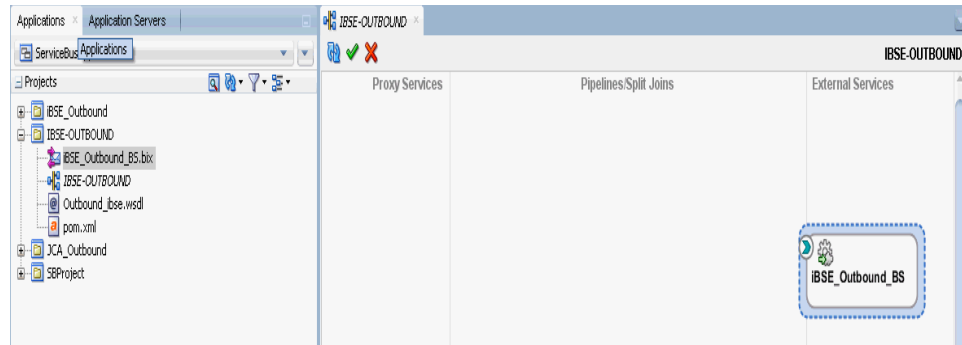 Applications
Application Servers
ServiceBus
Applications
Projects
iBSE_Outbound
IBSE-OUTBOUND
iBSE_Outbound_BS.bix
IBSE-OUTBOUND
Outbound_ibse.wsdl
pom.xml
JCA_Outbound
SBProject
IBSE-OUTBOUND
IBSE-OUTBOUND
Proxy Services
Pipelines/Split Joins
External Services
iBSE_Outbound_BS